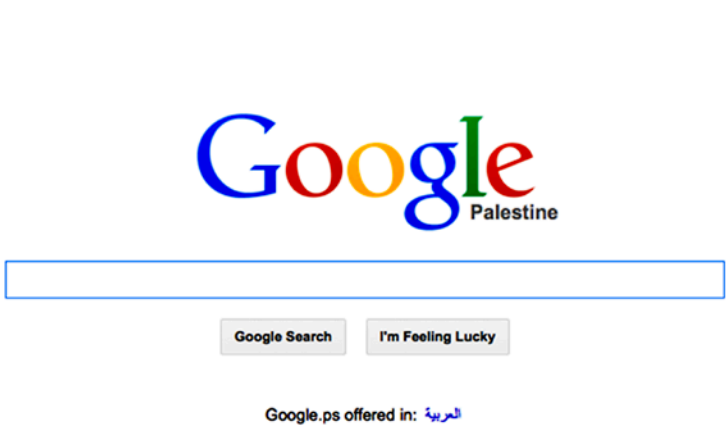 Google
Palestine
Google Search
I'm Feeling Lucky
Google.ps offered in: العربية